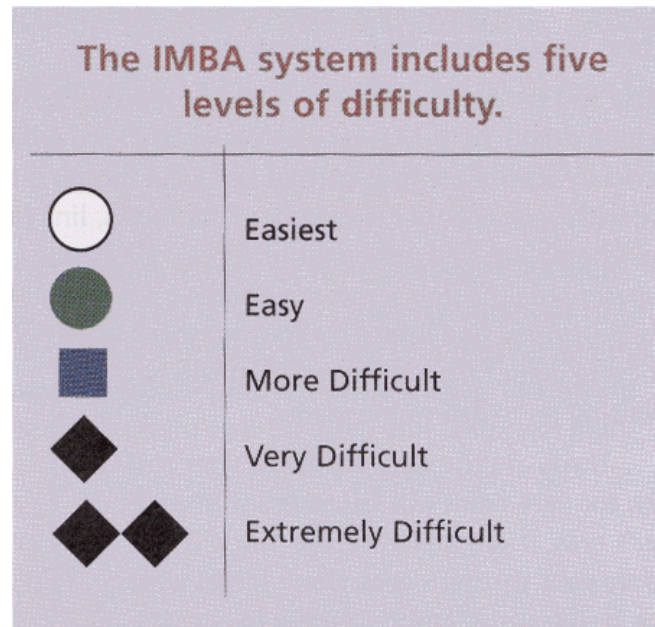 The IMBA system includes five
levels of difficulty.
Easiest
Easy
More Difficult
Very Difficult
Extremely Difficult